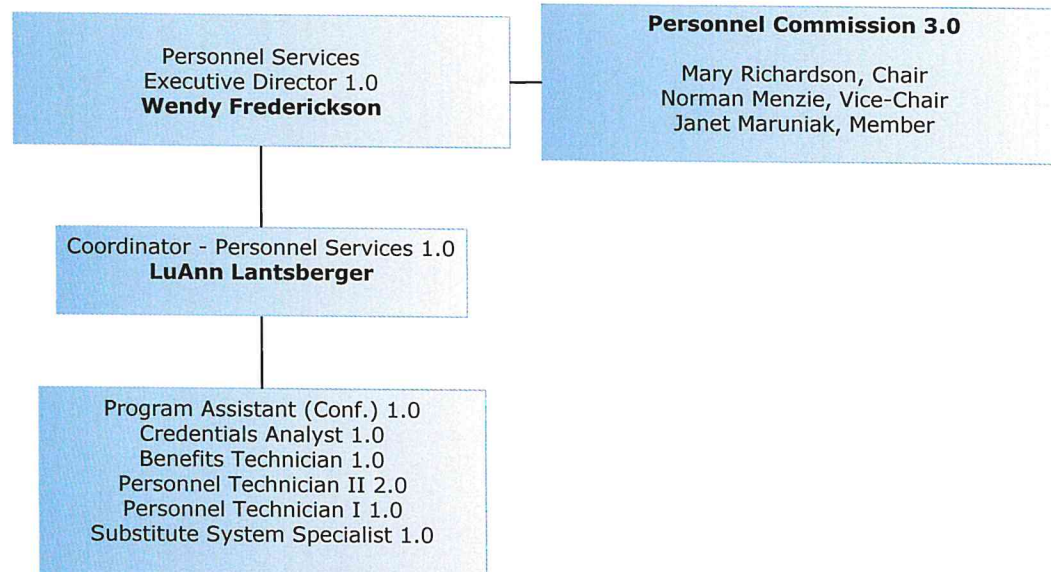 Personnel Services
Executive Director 1.0
Wendy Frederickson
Personnel Commission 3.0
Mary Richardson, Chair
Norman Menzie, Vice-Chair
Janet Maruniak, Member
Coordinator - Personnel Services 1.0
LuAnn Lantsberger
Program Assistant (Conf.) 1.0
Credentials Analyst 1.0
Benefits Technician 1.0
Personnel Technician II 2.0
Personnel Technician I 1.0
Substitute System Specialist 1.0